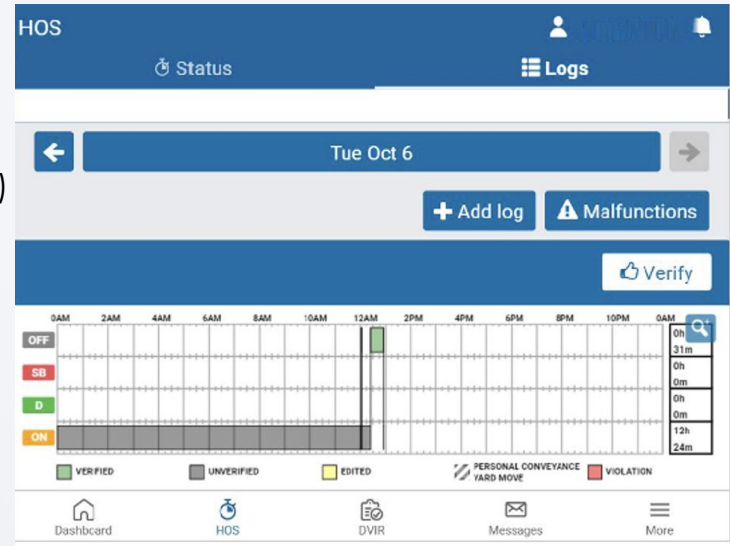 HOS
Status
Logs
)
Tue Oct 6
Add log
Malfunctions
Verify
0AM 2AM 4AM 6AM 8AM 10AM 12AM 2PM 4PM 6PM 8PM 10PM 0AM
OFF 0h 31m
SB 0h 0m
D 0h 0m
ON 12h 24m
VERIFIED UNVERIFIED EDITED PERSONAL CONVEYANCE YARD MOVE VIOLATION
Dashboard HOS DVIR Messages More